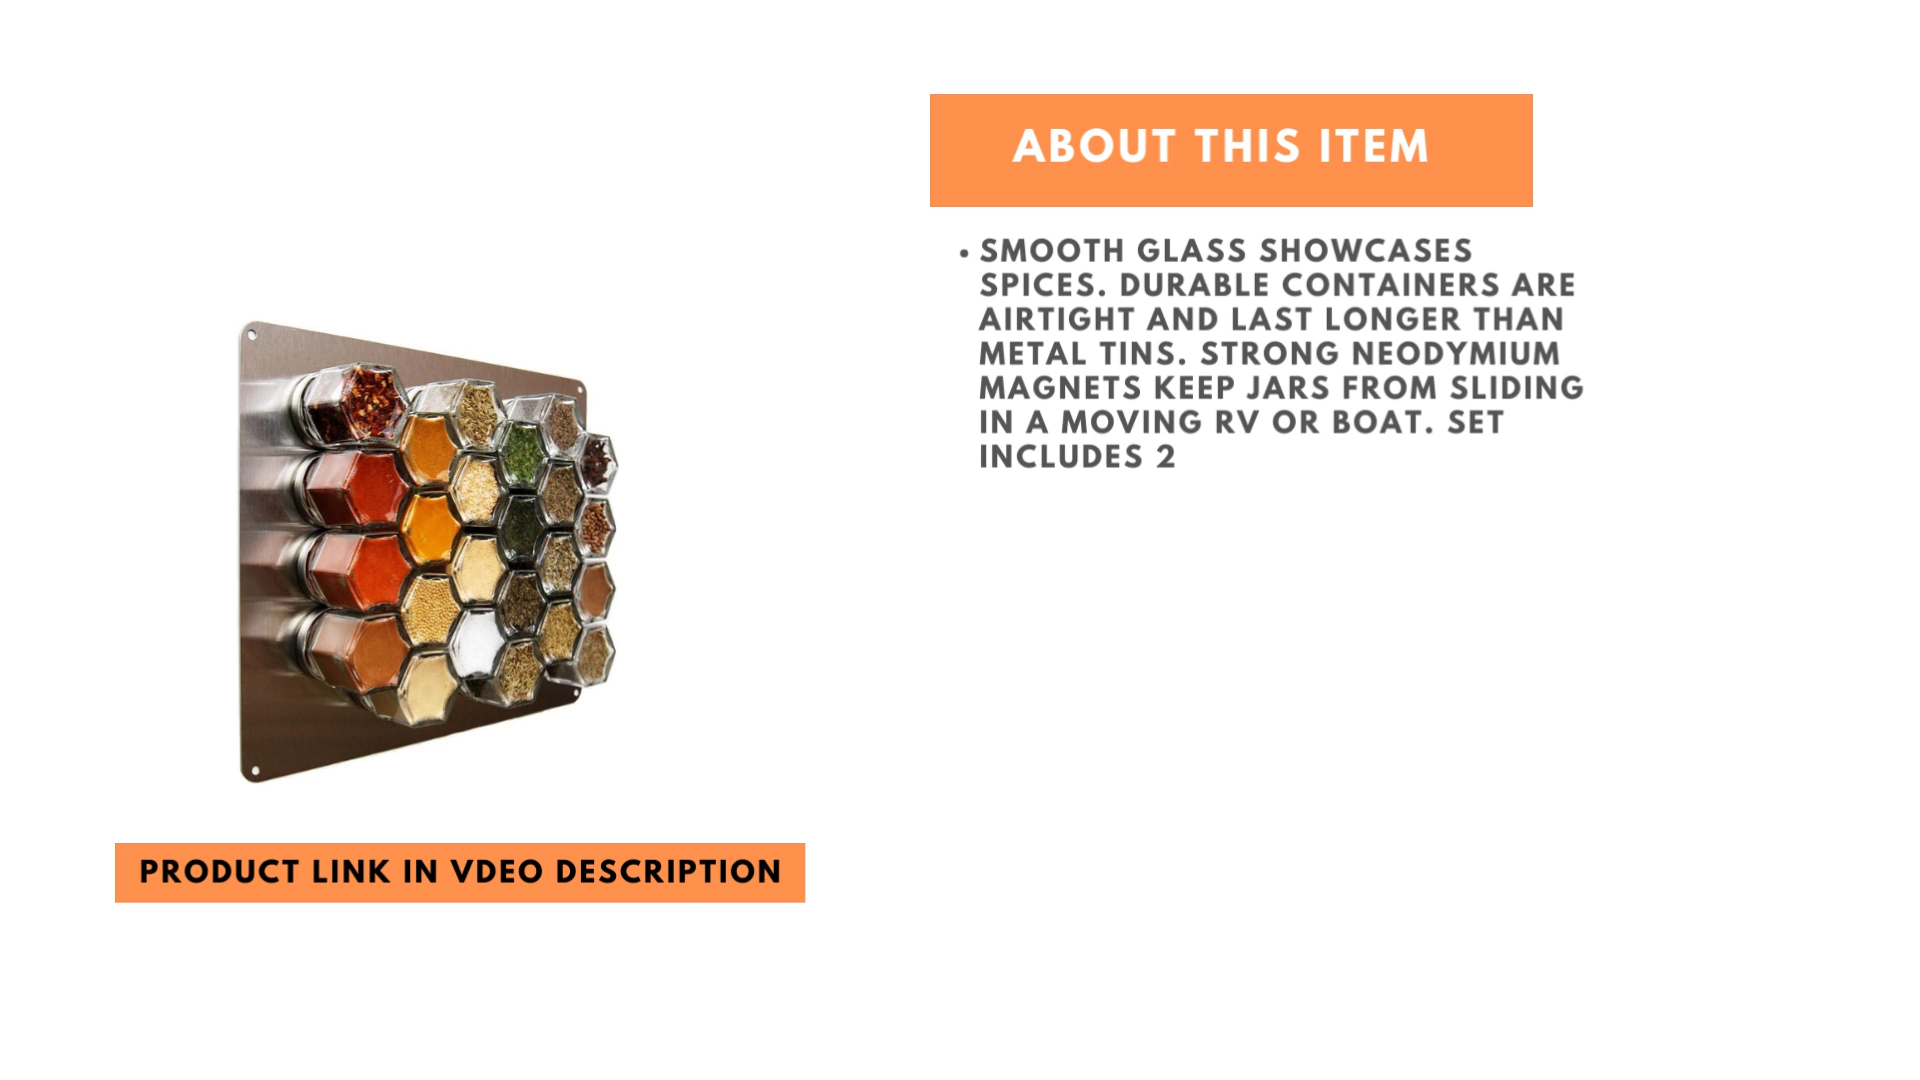 ABOUT THIS ITEM
• SMOOTH GLASS SHOWCASES
SPICES. DURABLE CONTAINERS ARE
AIRTIGHT AND LAST LONGER THAN
METAL TINS. STRONG NEODYMIUM
MAGNETS KEEP JARS FROM SLIDING
IN A MOVING RV OR BOAT. SET
INCLUDES 2
PRODUCT LINK IN VDEO DESCRIPTION